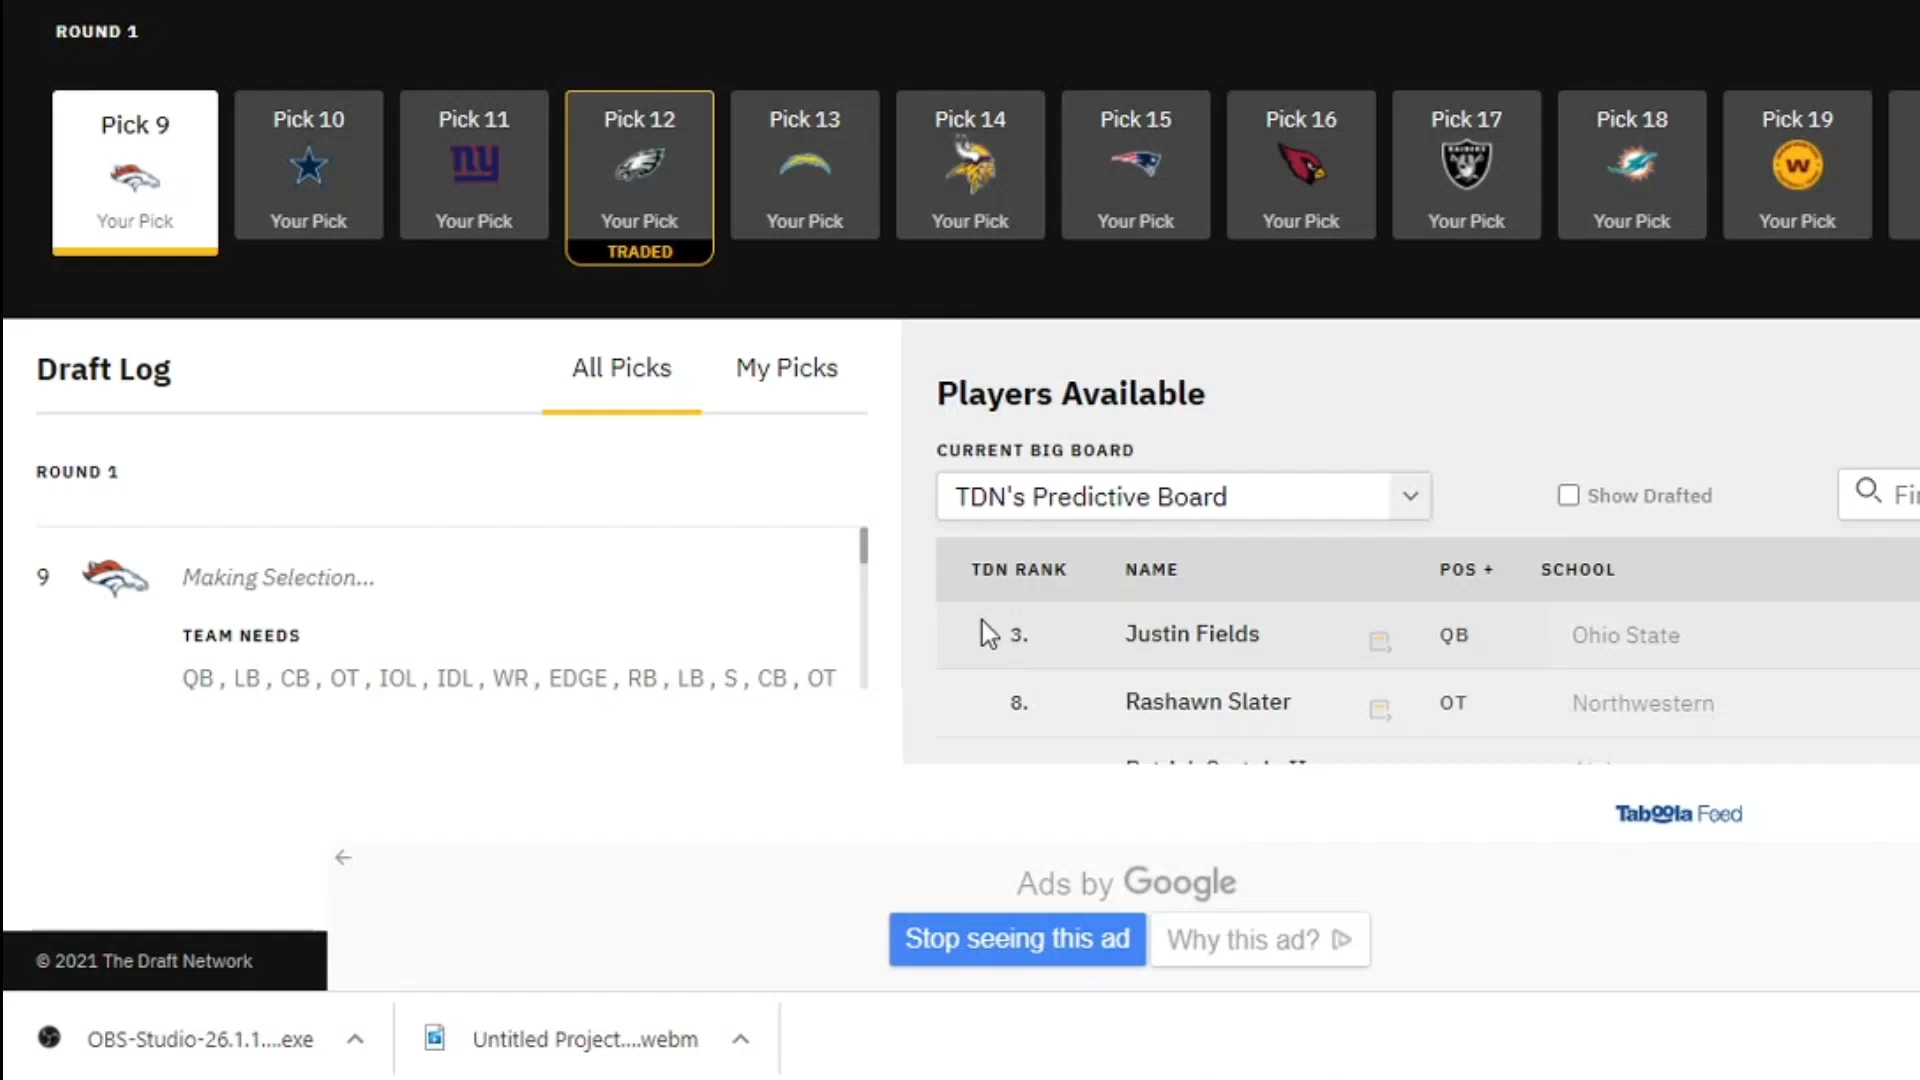 ROUND 1
Pick 9 Pick 10 Pick 11 Pick 12 Pick 13 Pick 14 Pick 15 Pick 16 Pick 17 Pick 18 Pick 19
ny RAIDERS W
Your Pick Your Pick Your Pick Your Pick Your Pick Your Pick Your Pick Your Pick Your Pick Your Pick Your Pick
TRADED
Draft Log All Picks My Picks
ROUND 1
9 Making Selection...
TEAM NEEDS
QB , LB , CB , OT , IOL , IDL , WR , EDGE , RB , LB , S , CB , OT
Players Available
CURRENT BIG BOARD
TDN's Predictive Board Show Drafted
TDN RANK NAME POS + SCHOOL
3. Justin Fields QB Ohio State
8. Rashawn Slater OT Northwestern
Taboola Feed
Ads by Google
Stop seeing this ad Why this ad?
© 2021 The Draft Network
OBS-Studio-26.1.1....exe Untitled Project....webm